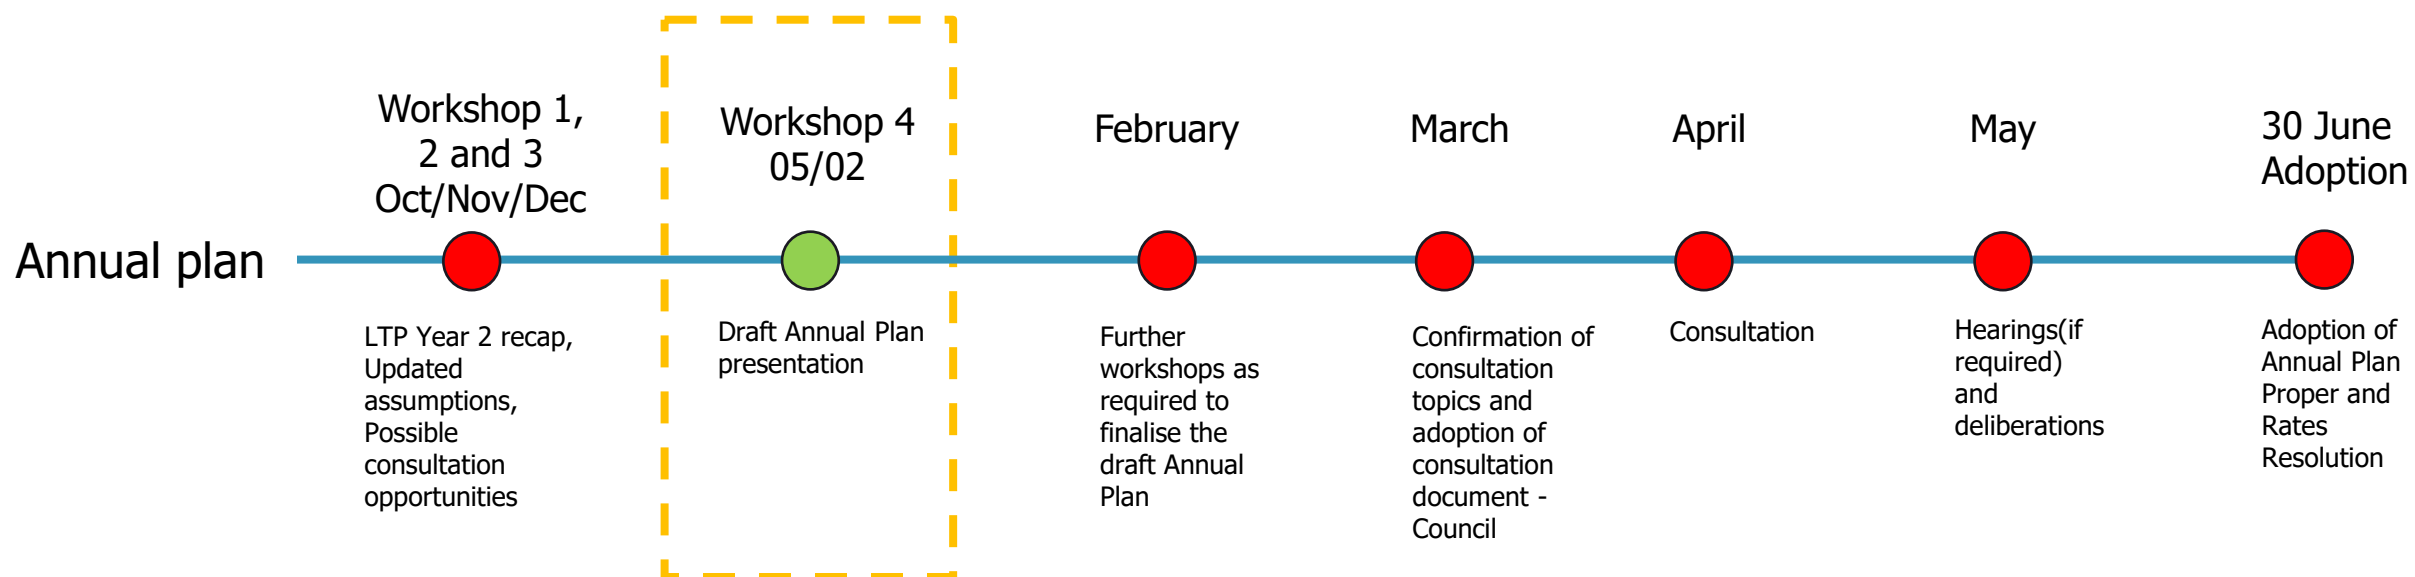 Annual plan
Workshop 1,
2 and 3
Oct/Nov/Dec
LTP Year 2 recap,
Updated
assumptions,
Possible
consultation
opportunities
Workshop 4
05/02
Draft Annual Plan
presentation
February
Further
workshops as
required to
finalise the
draft Annual
Plan
March
Confirmation of
consultation
topics and
adoption of
consultation
document -
Council
April
Consultation
May
Hearings(if
required)
and
deliberations
30 June
Adoption
Adoption of
Annual Plan
Proper and
Rates
Resolution